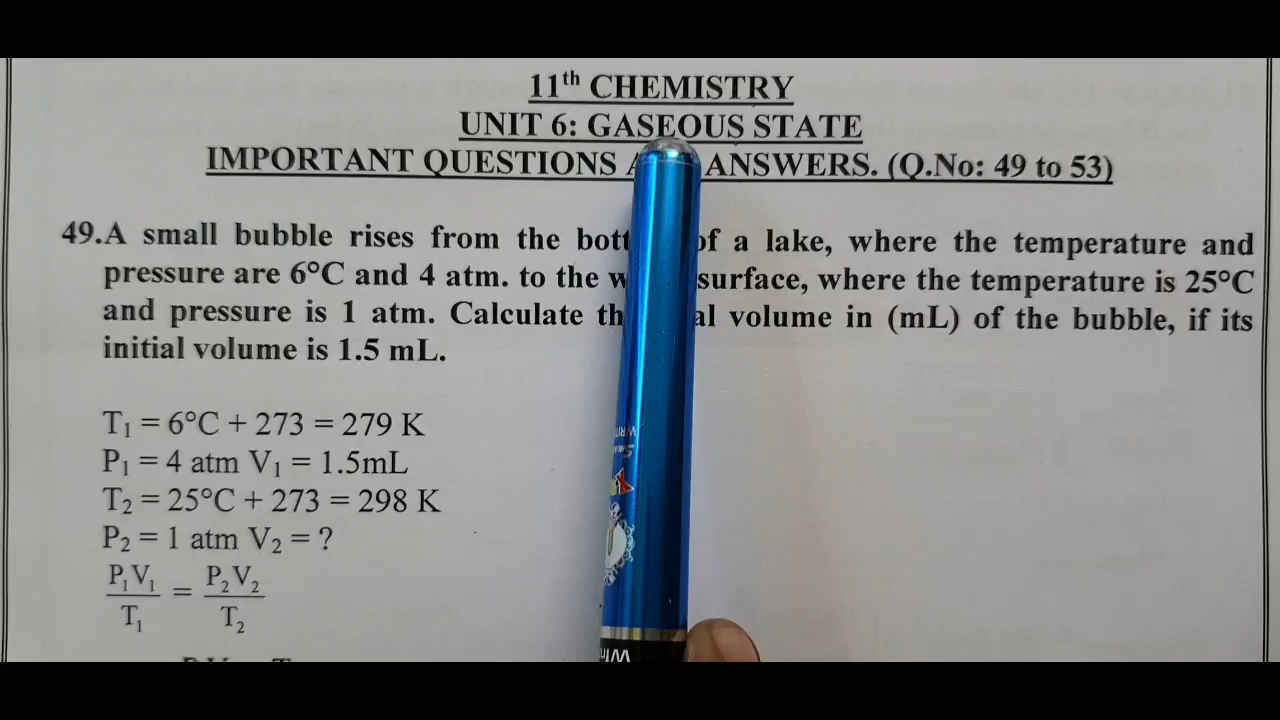 11th CHEMISTRY
UNIT 6: GASEOUS STATE
IMPORTANT QUESTIONS ANSWERS. (Q.No: 49 to 53)
49.A small bubble rises from the of a lake, where the temperature and
pressure are 6°C and 4 atm. to the surface, where the temperature is 25°C
and pressure is 1 atm. Calculate volume in (mL) of the bubble, if its
initial volume is 1.5 mL.
T₁ = 6°C + 273 = 279 K
P₁ = 4 atm V₁ = 1.5mL
T₂ = 25°C + 273 = 298 K
P₂ = 1 atm V₂ = ?
P₁V₁/T₁ = P₂V₂/T₂